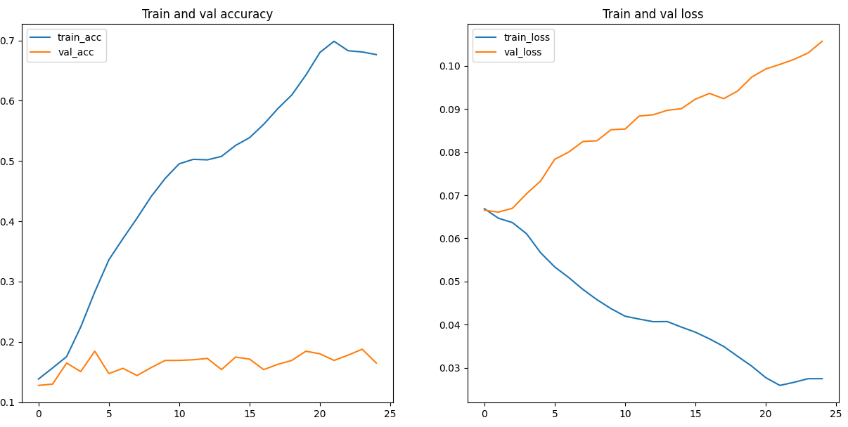 Train and val accuracy
train_acc
val_acc
0.7
0.6
0.5
0.4
0.3
0.2
0.1
0 5 10 15 20 25
Train and val loss
train_loss
val_loss
0.10
0.09
0.08
0.07
0.06
0.05
0.04
0.03
0 5 10 15 20 25